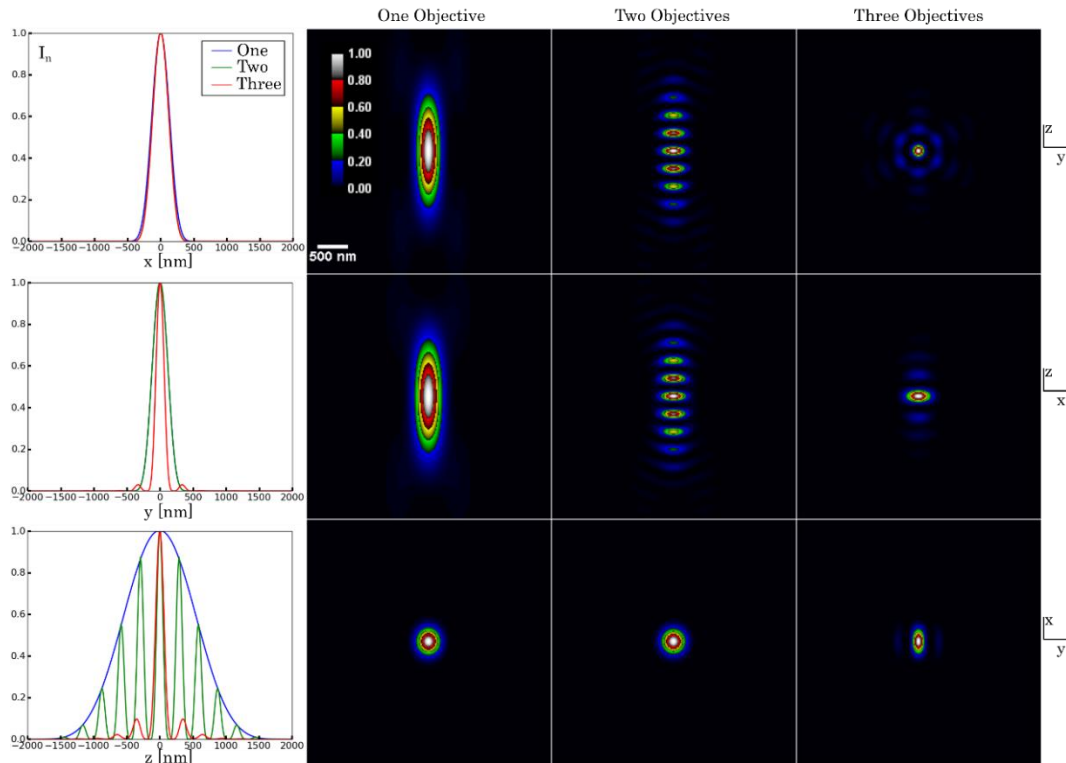 One Objective
Two Objectives
Three Objectives
1.0
I_n
One
Two
Three
0.8
0.6
0.4
0.2
0.0
−2000 −1500 −1000 −500 0 500 1000 1500 2000
x [nm]
1.00
0.80
0.60
0.40
0.20
0.00
500 nm
z
y
1.0
0.8
0.6
0.4
0.2
0.0
−2000 −1500 −1000 −500 0 500 1000 1500 2000
y [nm]
z
x
1.0
0.8
0.6
0.4
0.2
0.0
−2000 −1500 −1000 −500 0 500 1000 1500 2000
z [nm]
x
y